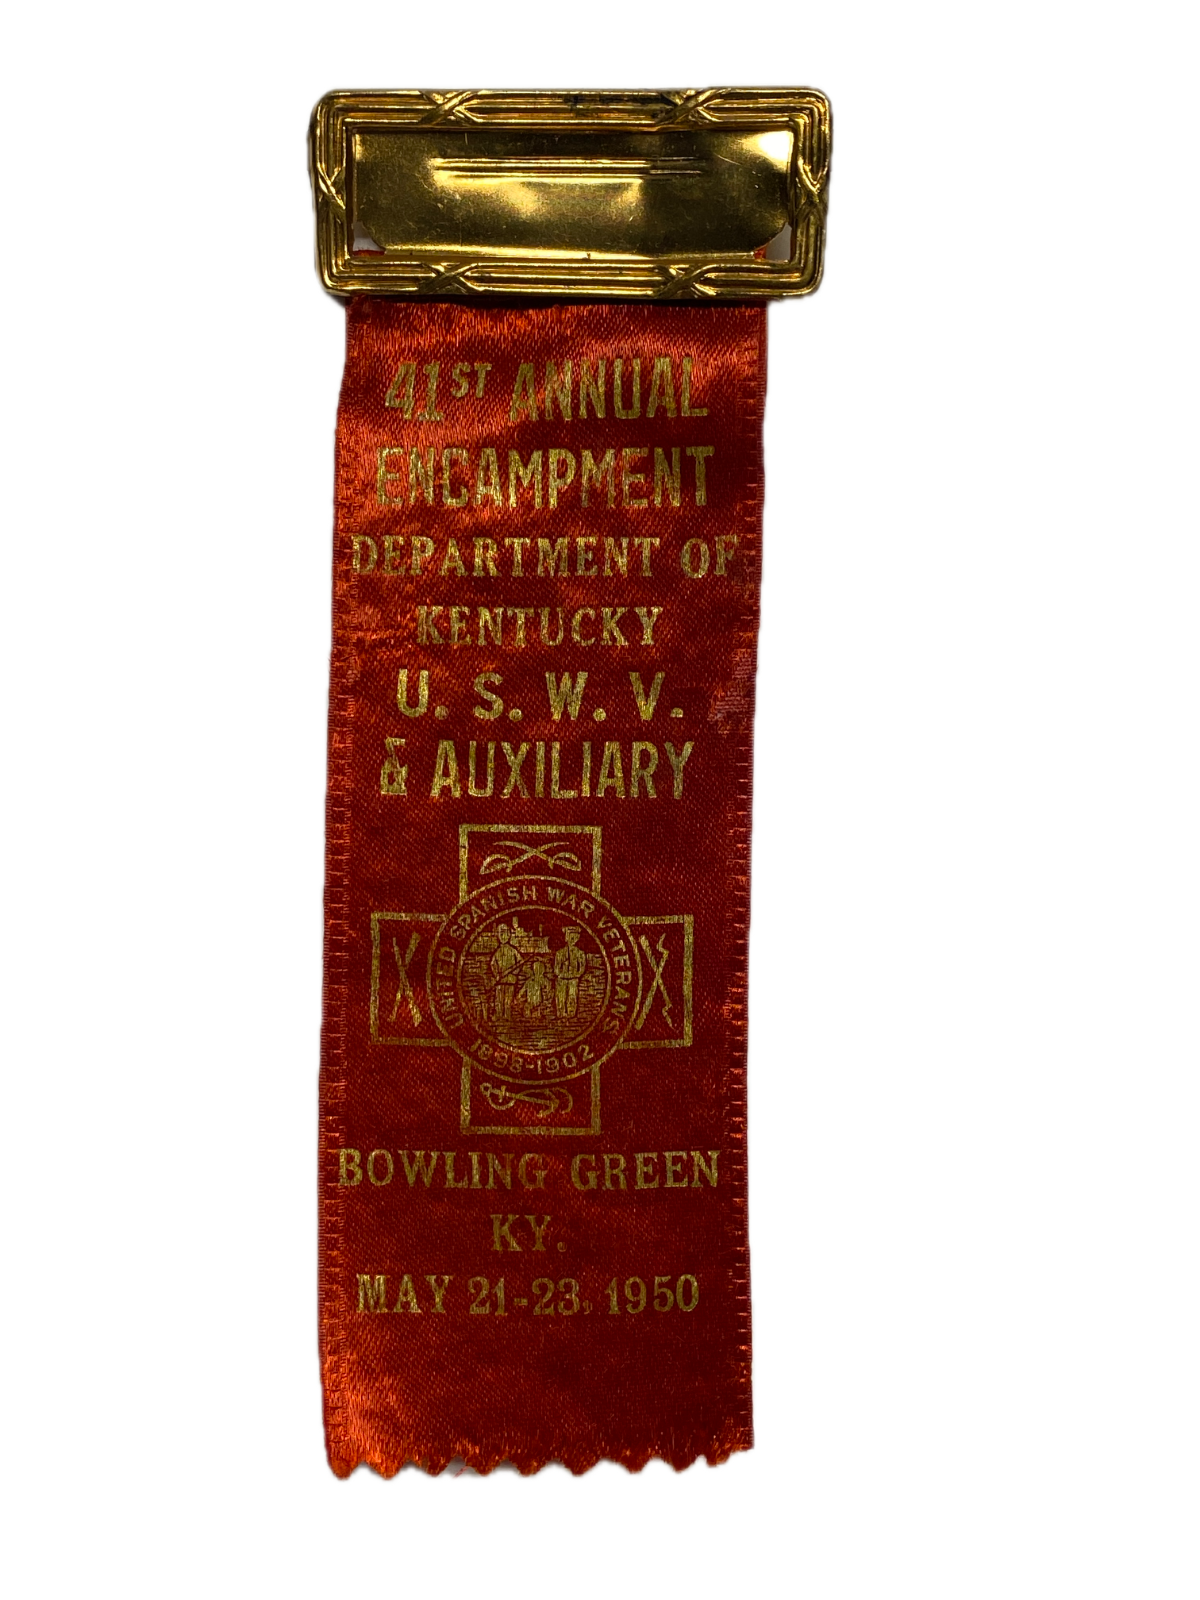 41ST ANNUAL
ENCAMPMENT
DEPARTMENT OF
KENTUCKY
U. S. W. V.
& AUXILIARY
UNITED SPANISH WAR VETERANS
1898-1902
BOWLING GREEN
KY.
MAY 21-23, 1950